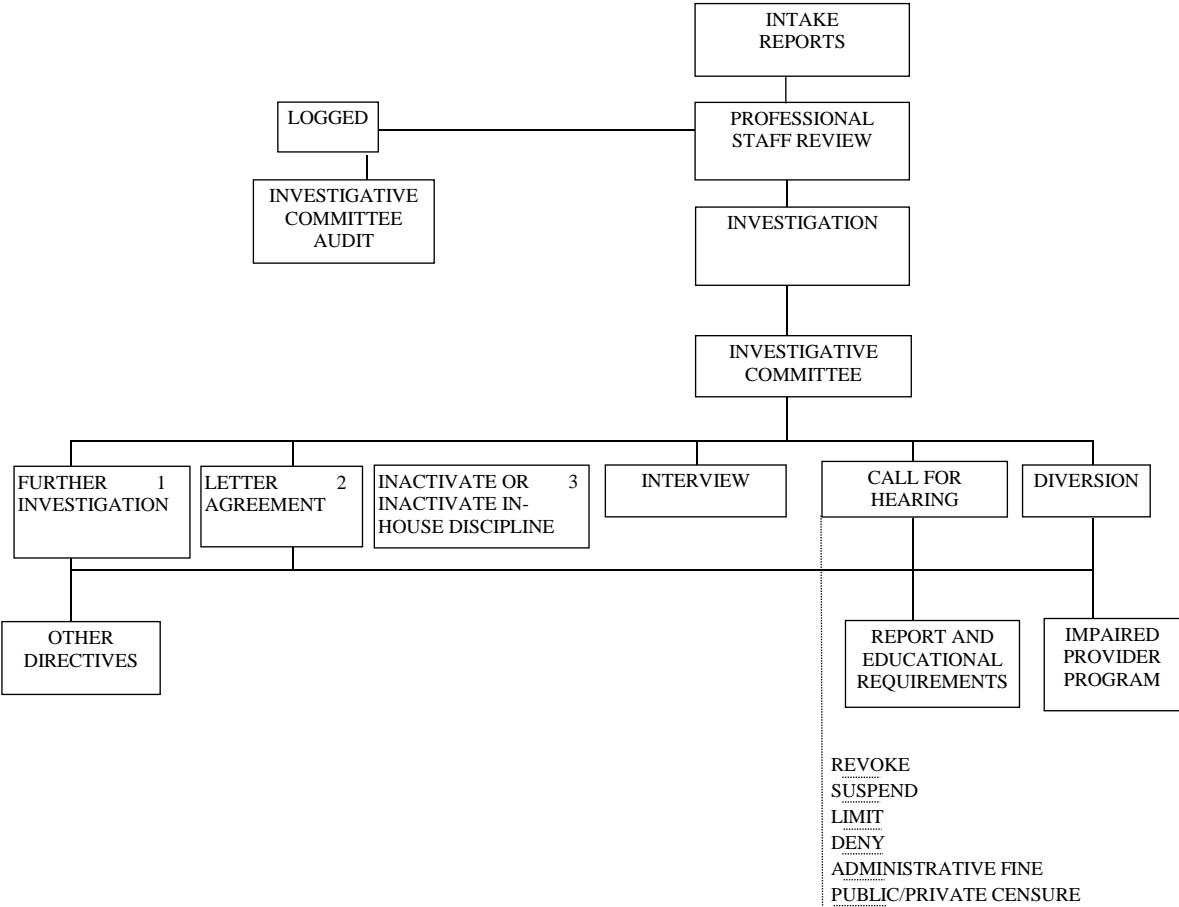 INTAKE
REPORTS
LOGGED
PROFESSIONAL
STAFF REVIEW
INVESTIGATIVE
COMMITTEE
AUDIT
INVESTIGATION
INVESTIGATIVE
COMMITTEE
FURTHER 1
INVESTIGATION
LETTER 2
AGREEMENT
INACTIVATE OR 3
INACTIVATE IN-
HOUSE DISCIPLINE
INTERVIEW
CALL FOR
HEARING
DIVERSION
OTHER
DIRECTIVES
REPORT AND
EDUCATIONAL
REQUIREMENTS
IMPAIRED
PROVIDER
PROGRAM
REVOKE
SUSPEND
LIMIT
DENY
ADMINISTRATIVE FINE
PUBLIC/PRIVATE CENSURE